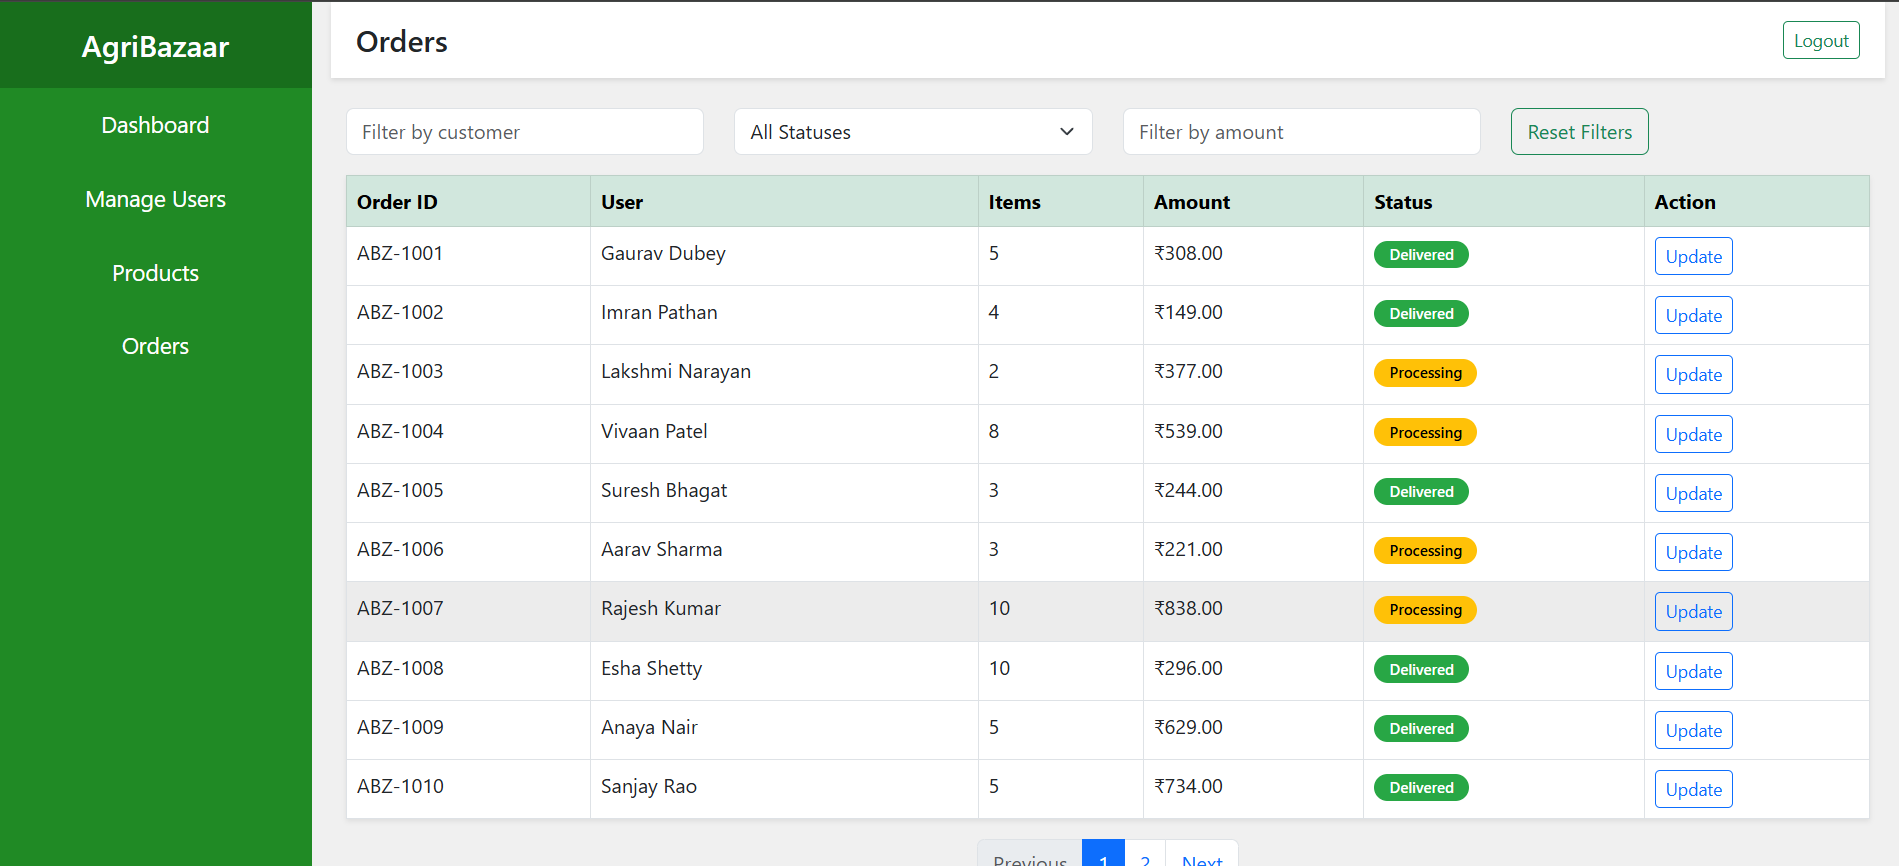 AgriBazaar
Dashboard
Manage Users
Products
Orders
Orders
Logout
Filter by customer
All Statuses
Filter by amount
Reset Filters
Order ID User Items Amount Status Action
ABZ-1001 Gaurav Dubey 5 ₹308.00 Delivered Update
ABZ-1002 Imran Pathan 4 ₹149.00 Delivered Update
ABZ-1003 Lakshmi Narayan 2 ₹377.00 Processing Update
ABZ-1004 Vivaan Patel 8 ₹539.00 Processing Update
ABZ-1005 Suresh Bhagat 3 ₹244.00 Delivered Update
ABZ-1006 Aarav Sharma 3 ₹221.00 Processing Update
ABZ-1007 Rajesh Kumar 10 ₹838.00 Processing Update
ABZ-1008 Esha Shetty 10 ₹296.00 Delivered Update
ABZ-1009 Anaya Nair 5 ₹629.00 Delivered Update
ABZ-1010 Sanjay Rao 5 ₹734.00 Delivered Update
Previous 1 2 Next